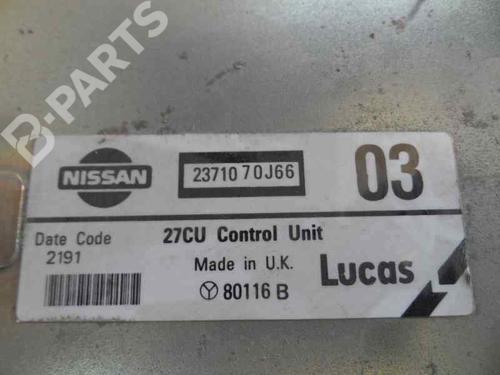 B-PARTS
NISSAN
23710 70J66
03
Date Code
2191
27CU Control Unit
Made in U.K.
80116 B
Lucas